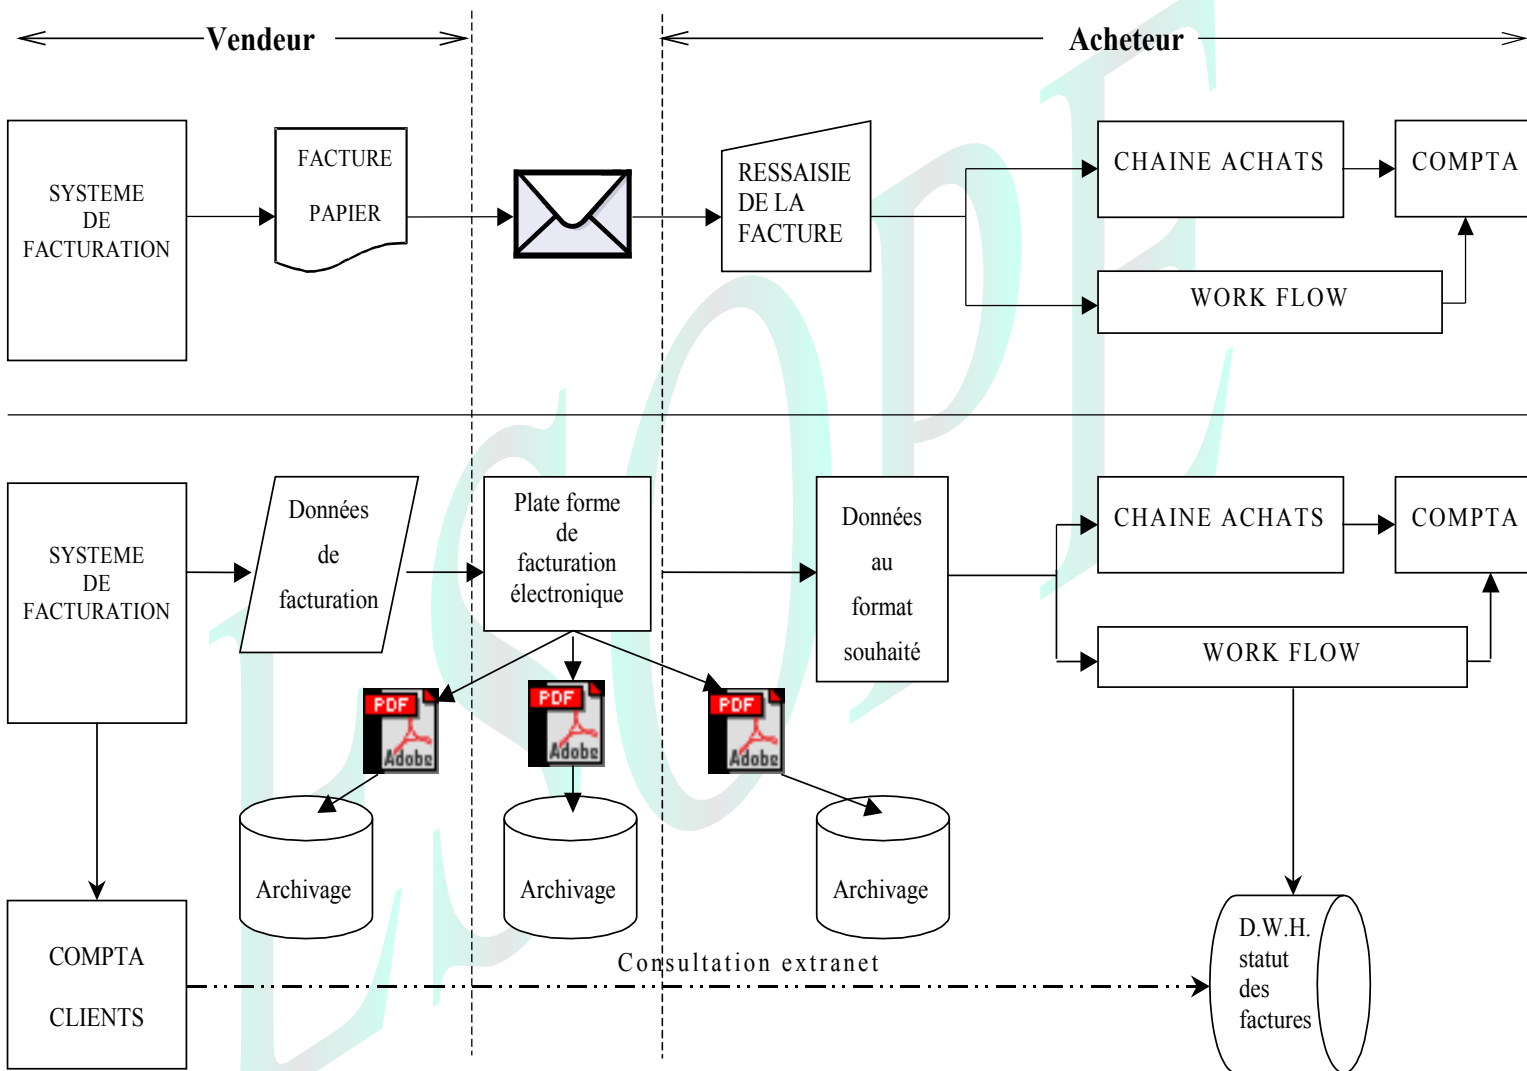 Vendeur
Acheteur
SYSTEME
DE
FACTURATION
FACTURE
PAPIER
RESSAISIE
DE LA
FACTURE
CHAINE ACHATS
COMPTA
WORK FLOW
SYSTEME
DE
FACTURATION
Données
de
facturation
Plate forme
de
facturation
électronique
Données
au
format
souhaité
CHAINE ACHATS
COMPTA
WORK FLOW
PDF
Adobe
PDF
Adobe
PDF
Adobe
Archivage
Archivage
Archivage
COMPTA
CLIENTS
Consultation extranet
D.W.H.
statut
des
factures
ESOPE